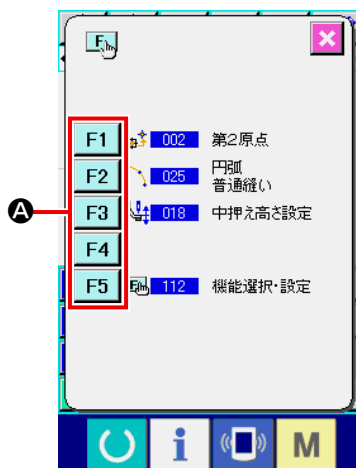 F
F1 002 第2原点
F2 025 円弧
普通縫い
A F3 018 中押え高さ設定
F4
F5 112 機能選択・設定
i M